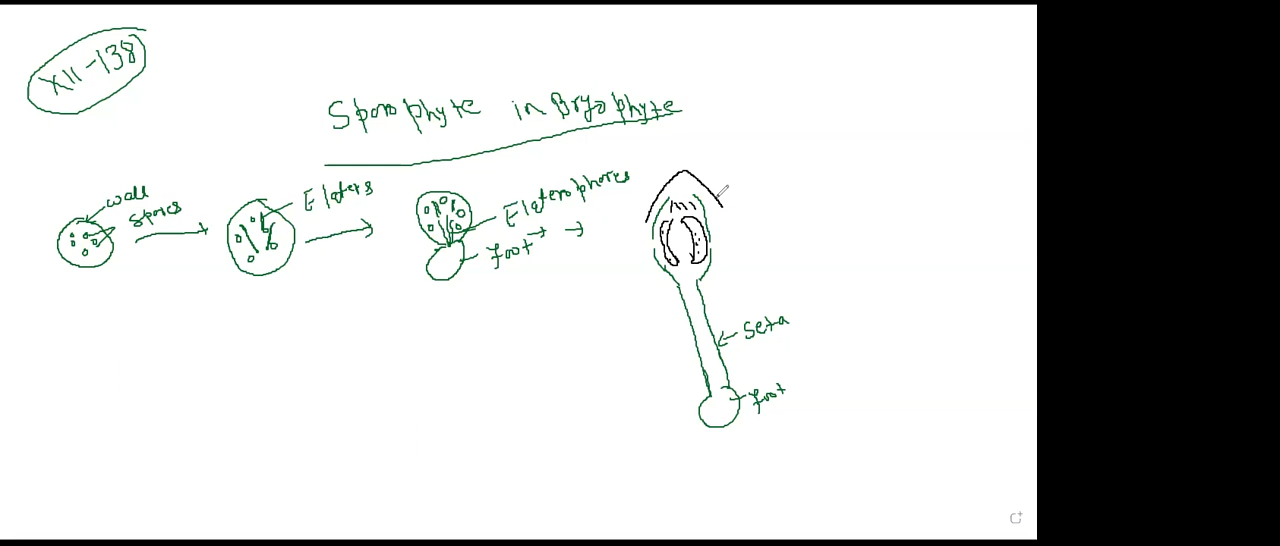 XII-138
Sporophyte in Bryophyte
wall
spores
Elaters
Elaterophores
foot
seta
foot